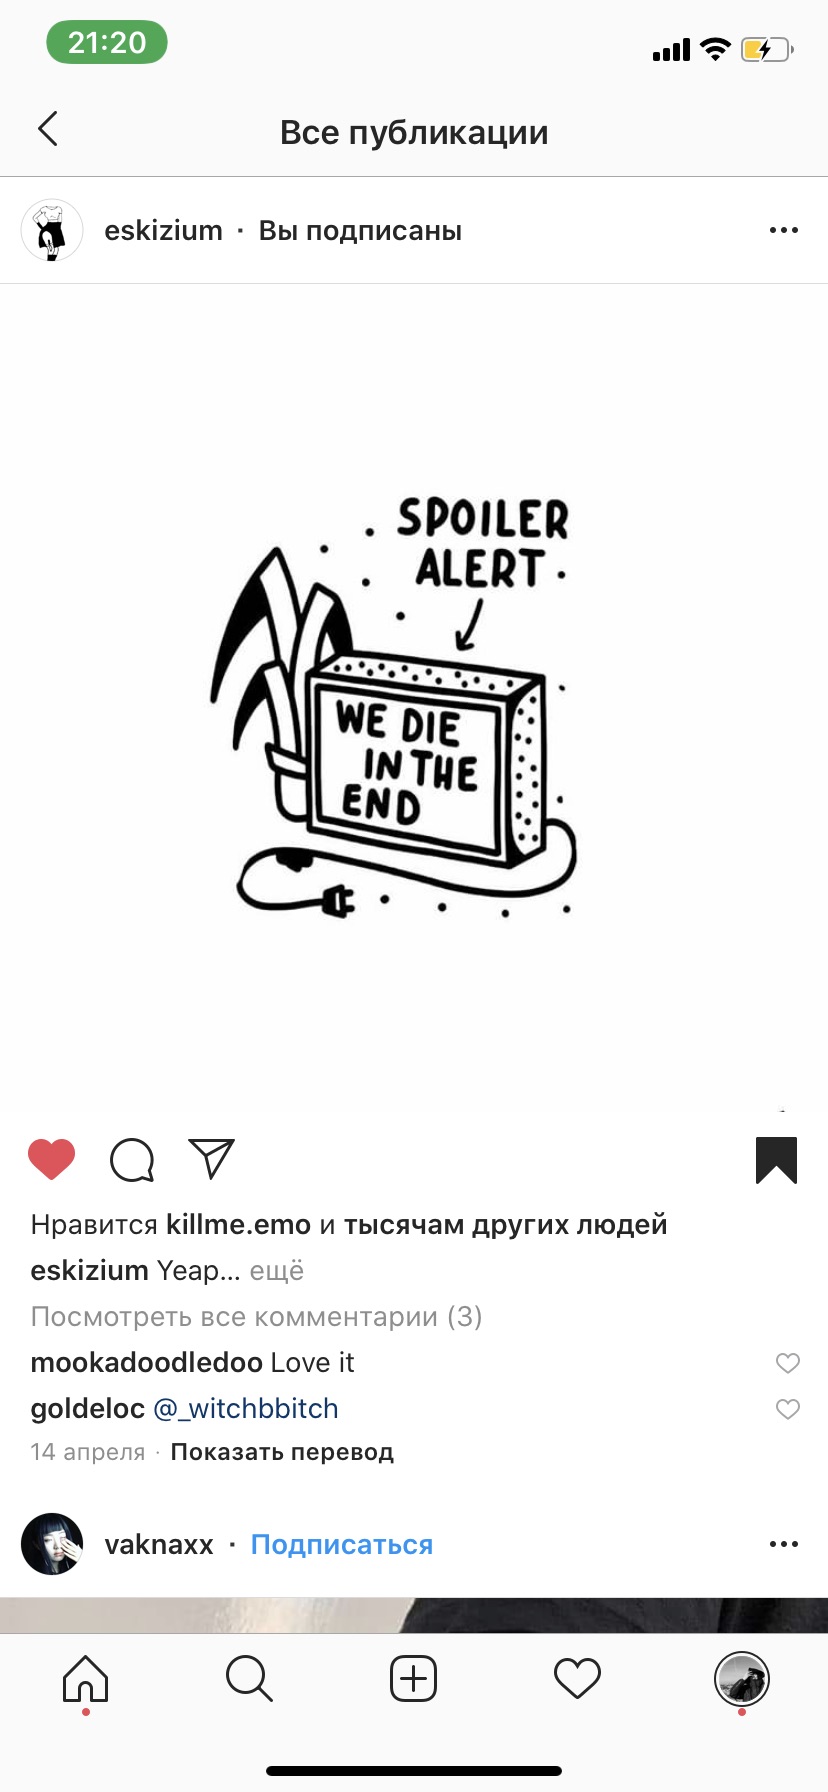 21:20
Все публикации
eskizium · Вы подписаны
SPOILER
ALERT
WE DIE
IN THE
END
Нравится killme.emo и тысячам других людей
eskizium Yeap... ещё
Посмотреть все комментарии (3)
mookadoodledoo Love it
goldeloc @_witchbbitch
14 апреля · Показать перевод
vaknaxx · Подписаться